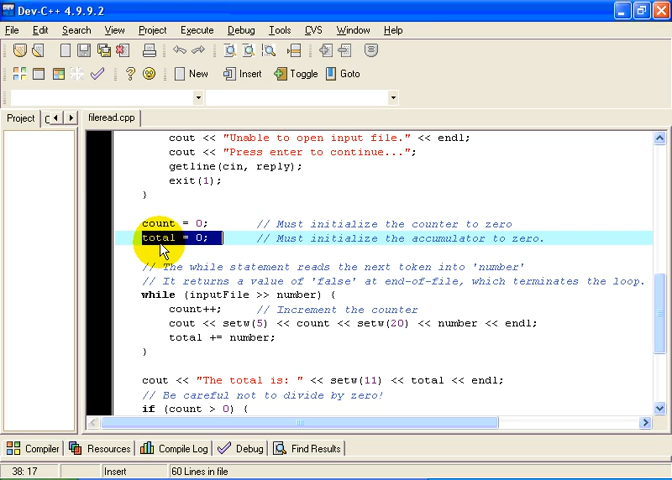 Dev-C++ 4.9.9.2
File Edit Search View Project Execute Debug Tools CVS Window Help
New Insert Toggle Goto
Project fileread.cpp
cout << "Unable to open input file." << endl;
cout << "Press enter to continue...";
getline(cin, reply);
exit(1);
}
count = 0; // Must initialize the counter to zero
total = 0; // Must initialize the accumulator to zero.
// The while statement reads the next token into 'number'
// It returns a value of 'false' at end-of-file, which terminates the loop.
while (inputFile >> number) {
count++; // Increment the counter
cout << setw(5) << count << setw(20) << number << endl;
total += number;
}
cout << "The total is: " << setw(11) << total << endl;
// Be careful not to divide by zero!
if (count > 0) {
Compiler Resources Compile Log Debug Find Results
38: 17 Insert 60 Lines in file